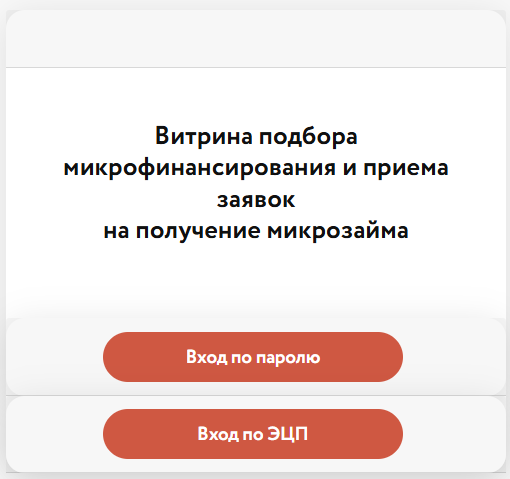 Витрина подбора
микрофинансирования и приема
заявок
на получение микрозайма
Вход по паролю
Вход по ЭЦП